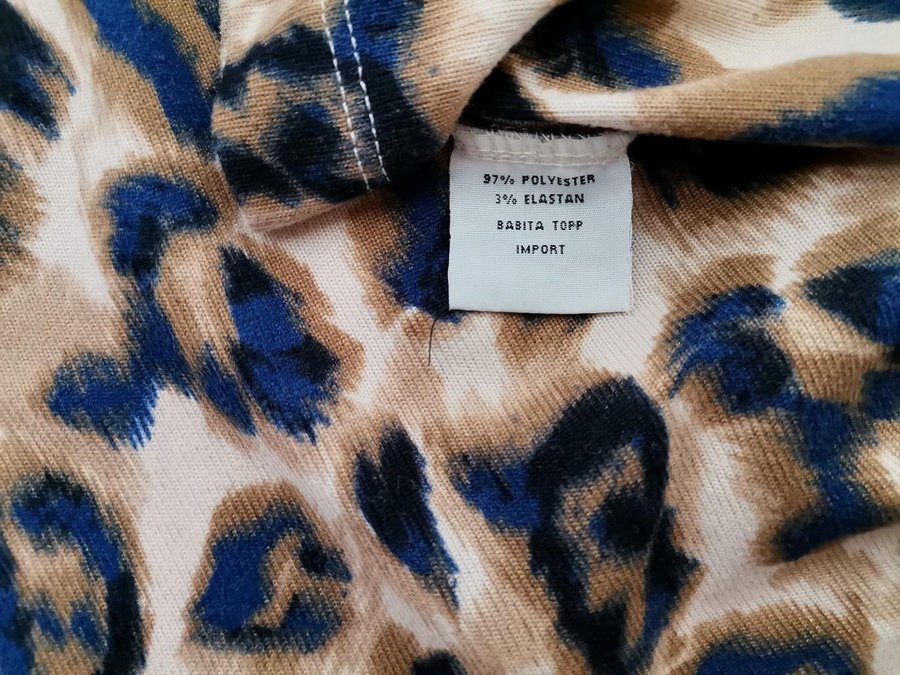 97% POLYESTER
3% ELASTAN
BABITA TOPP
IMPORT